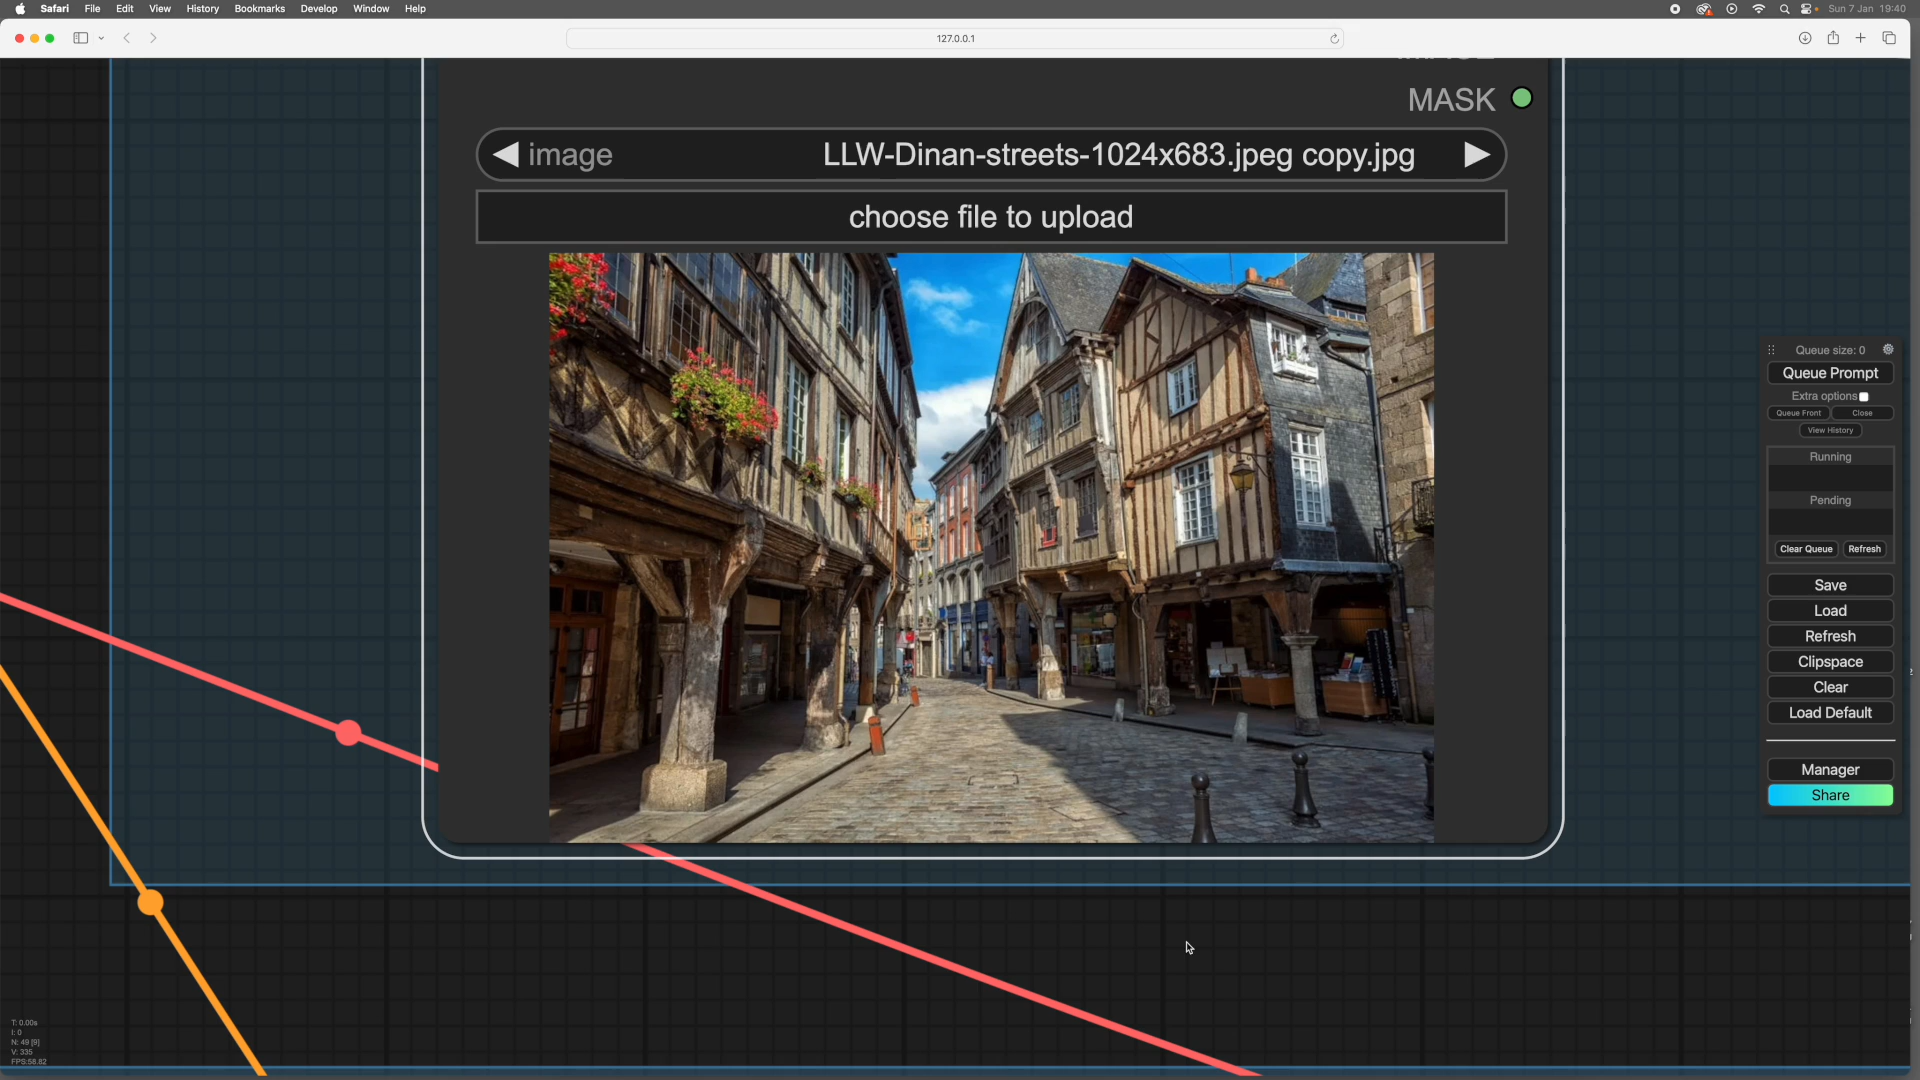 Safari File Edit View History Bookmarks Develop Window Help
Sun 7 Jan 19:40
127.0.0.1
MASK
image LLW-Dinan-streets-1024x683.jpeg copy.jpg
choose file to upload
Queue size: 0
Queue Prompt
Extra options
Queue Front Close
View History
Running
Pending
Clear Queue Refresh
Save
Load
Refresh
Clipspace
Clear
Load Default
Manager
Share
T: 0.00s
I: 0
N: 49 [9]
V: 335
FPS:58.82